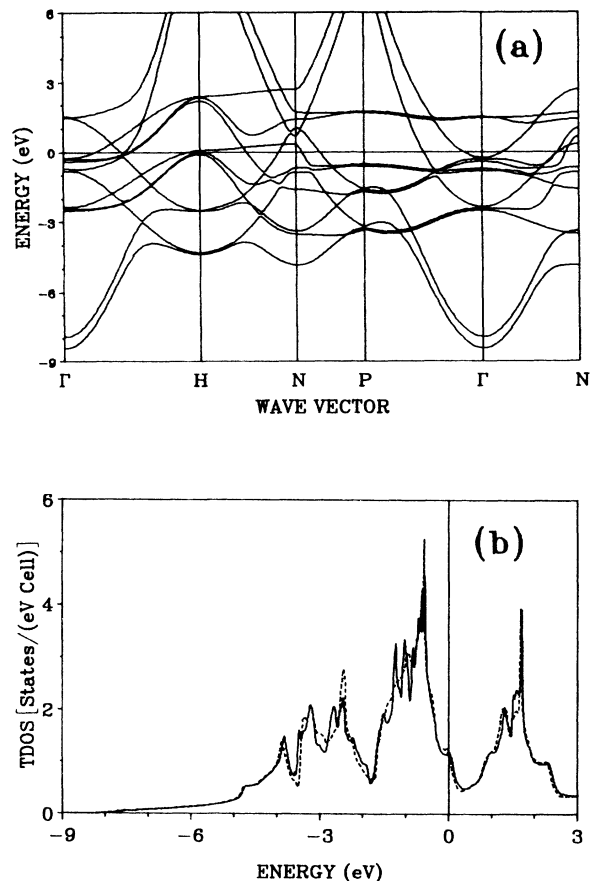 6
3
0
-3
-6
-9
ENERGY (eV)
(a)
Γ H N P Γ N
WAVE VECTOR
6
4
2
0
TDOS [States/(eV Cell)]
(b)
-9 -6 -3 0 3
ENERGY (eV)